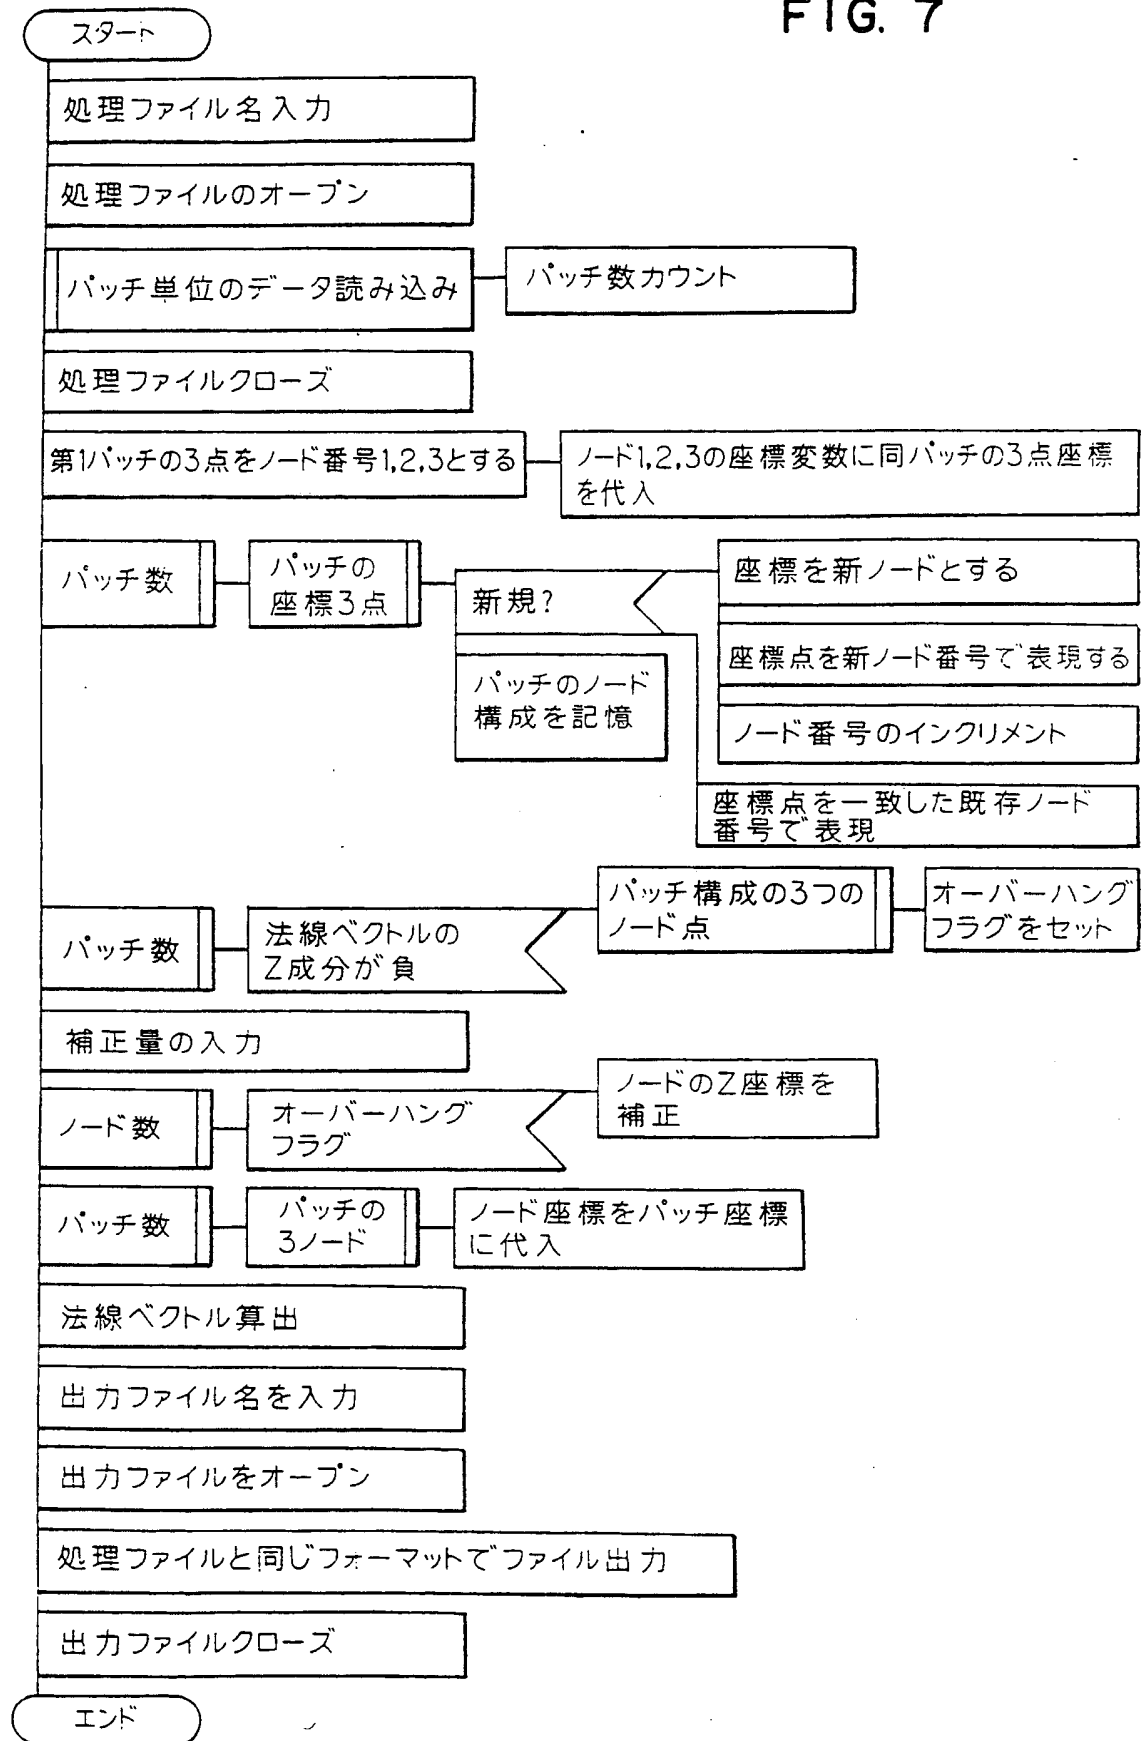 FIG. 7
スタート
処理ファイル名入力
処理ファイルのオープン
パッチ単位のデータ読み込み
パッチ数カウント
処理ファイルクローズ
第1パッチの3点をノード番号1,2,3とする
ノード1,2,3の座標変数に同パッチの3点座標
を代入
パッチ数
パッチの
座標3点
新規?
座標を新ノードとする
座標点を新ノード番号で表現する
ノード番号のインクリメント
パッチのノード
構成を記憶
座標点を一致した既存ノード
番号で表現
パッチ数
法線ベクトルの
Z成分が負
パッチ構成の3つの
ノード点
オーバーハング
フラグをセット
補正量の入力
ノード数
オーバーハング
フラグ
ノードのZ座標を
補正
パッチ数
パッチの
3ノード
ノード座標をパッチ座標
に代入
法線ベクトル算出
出力ファイル名を入力
出力ファイルをオープン
処理ファイルと同じフォーマットでファイル出力
出力ファイルクローズ
エンド